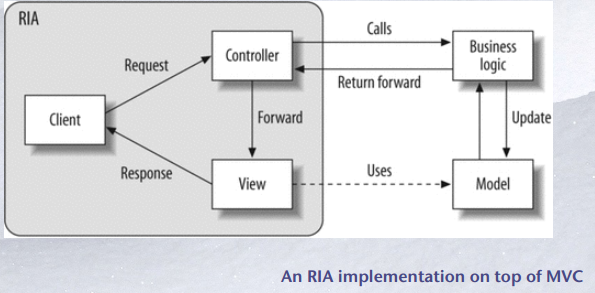 RIA
Calls
Controller
Business
logic
Request
Return forward
Client
Forward
Update
Response
View
Uses
Model
An RIA implementation on top of MVC